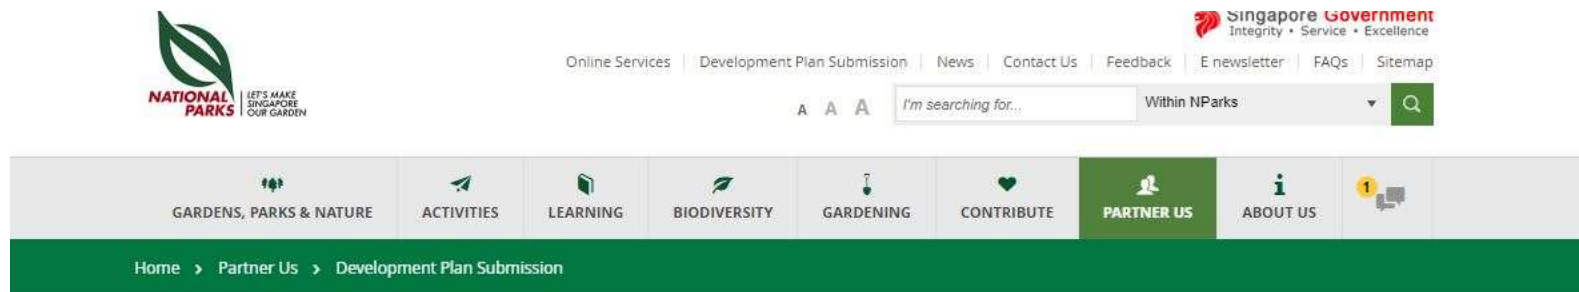 Singapore Government
Integrity • Service • Excellence
Online Services | Development Plan Submission | News | Contact Us | Feedback | E newsletter | FAQs | Sitemap
NATIONAL PARKS
LET'S MAKE
SINGAPORE
OUR GARDEN
A A A I'm searching for... Within NParks
1
GARDENS, PARKS & NATURE ACTIVITIES LEARNING BIODIVERSITY GARDENING CONTRIBUTE PARTNER US ABOUT US
Home > Partner Us > Development Plan Submission